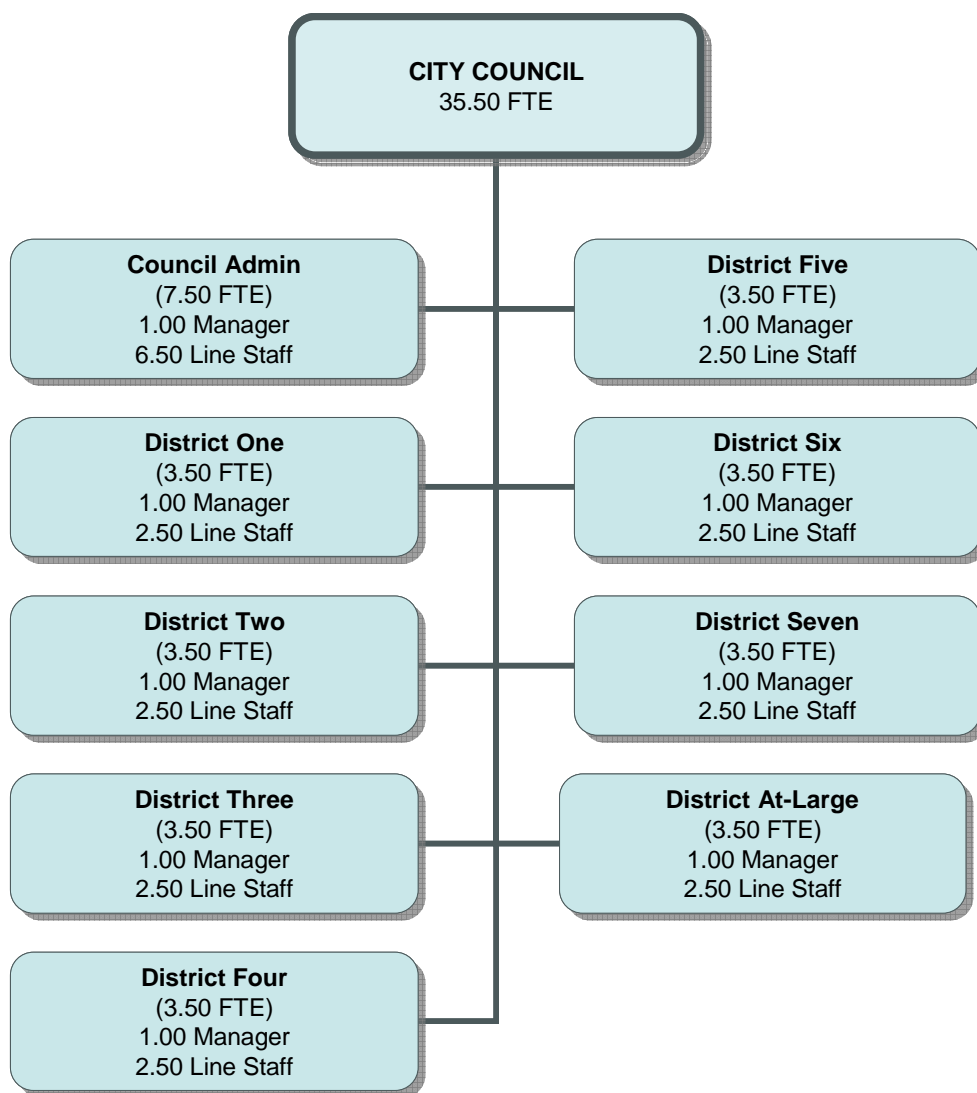 CITY COUNCIL
35.50 FTE
Council Admin
(7.50 FTE)
1.00 Manager
6.50 Line Staff
District One
(3.50 FTE)
1.00 Manager
2.50 Line Staff
District Two
(3.50 FTE)
1.00 Manager
2.50 Line Staff
District Three
(3.50 FTE)
1.00 Manager
2.50 Line Staff
District Four
(3.50 FTE)
1.00 Manager
2.50 Line Staff
District Five
(3.50 FTE)
1.00 Manager
2.50 Line Staff
District Six
(3.50 FTE)
1.00 Manager
2.50 Line Staff
District Seven
(3.50 FTE)
1.00 Manager
2.50 Line Staff
District At-Large
(3.50 FTE)
1.00 Manager
2.50 Line Staff